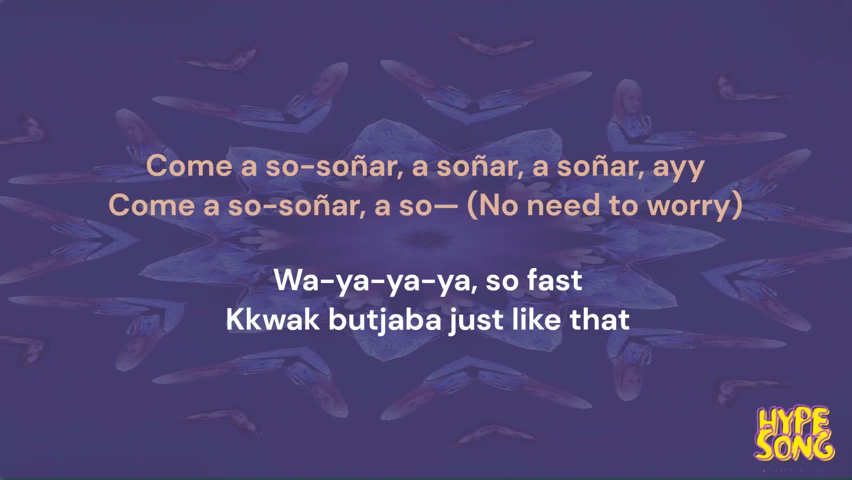 Come a so-soñar, a soñar, a soñar, ayy
Come a so-soñar, a so— (No need to worry)
Wa-ya-ya-ya, so fast
Kkwak butjaba just like that
HYPE
SONG